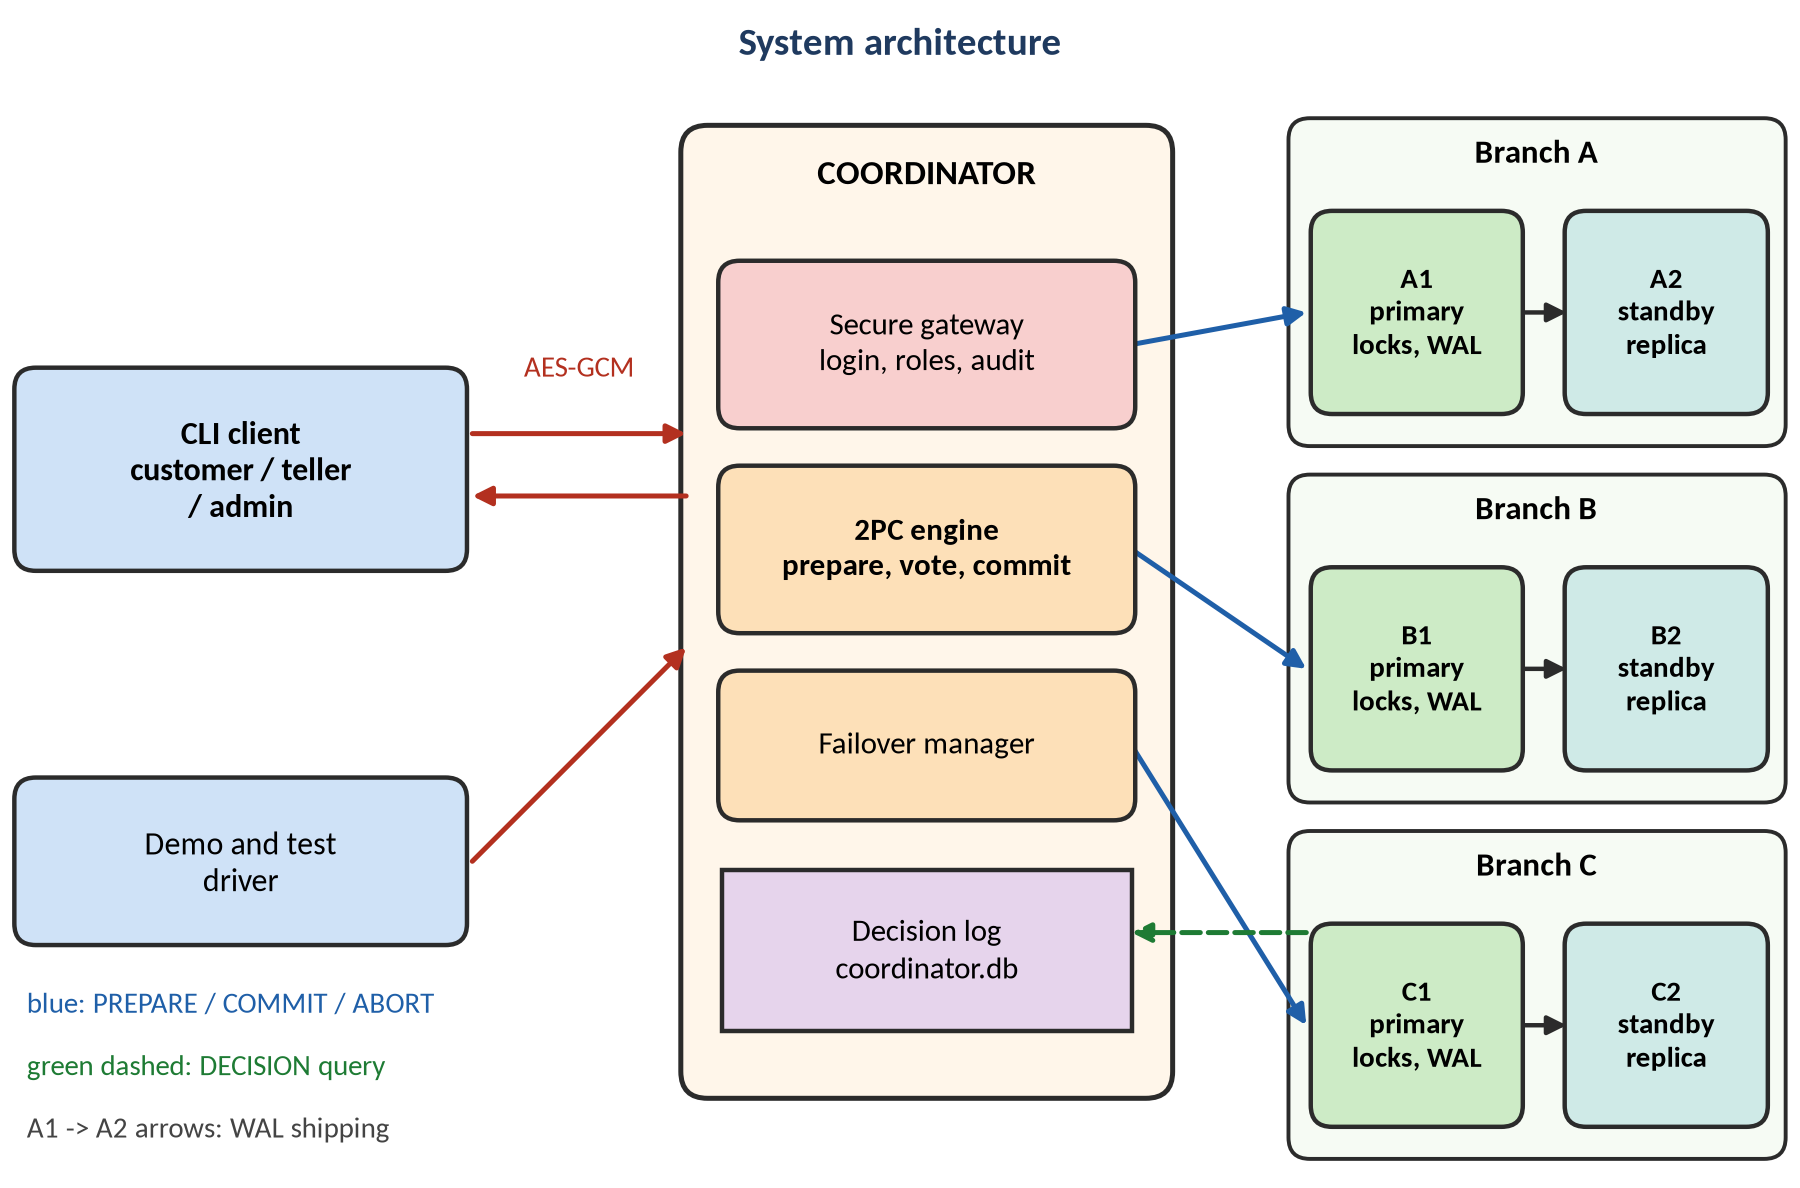 System architecture
CLI client
customer / teller
/ admin
Demo and test
driver
blue: PREPARE / COMMIT / ABORT
green dashed: DECISION query
A1 -> A2 arrows: WAL shipping
AES-GCM
COORDINATOR
Secure gateway
login, roles, audit
2PC engine
prepare, vote, commit
Failover manager
Decision log
coordinator.db
Branch A
A1
primary
locks, WAL
A2
standby
replica
Branch B
B1
primary
locks, WAL
B2
standby
replica
Branch C
C1
primary
locks, WAL
C2
standby
replica